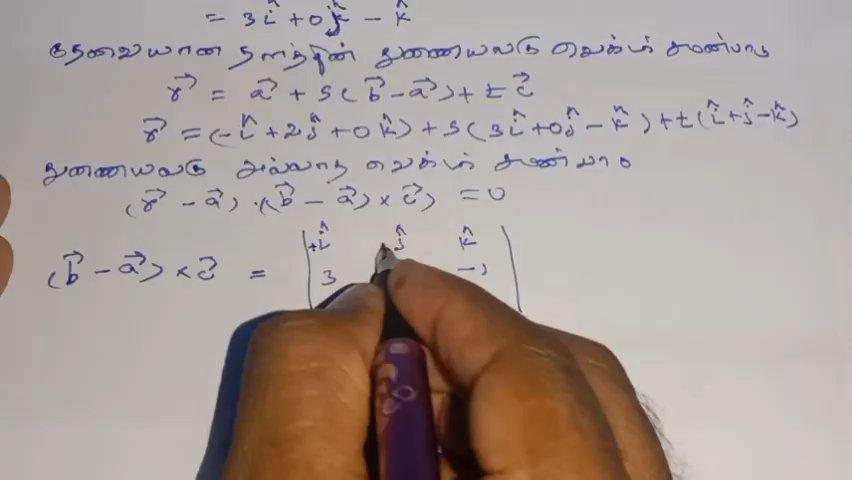 = 3î + 0ĵ − k̂
தேவையான தளத்தின் துணையலகு வெக்டர் சமன்பாடு
r⃗ = a⃗ + s(b⃗ − a⃗) + t c⃗
r⃗ = (−î + 2ĵ + 0k̂) + s(3î + 0ĵ − k̂) + t(î + ĵ − k̂)
துணையலகு அல்லாத வெக்டர் சமன்பாடு
(r⃗ − a⃗) · (b⃗ − a⃗) × c⃗) = 0
(b⃗ − a⃗) × c⃗ = | +î ĵ k̂ |
3 −1